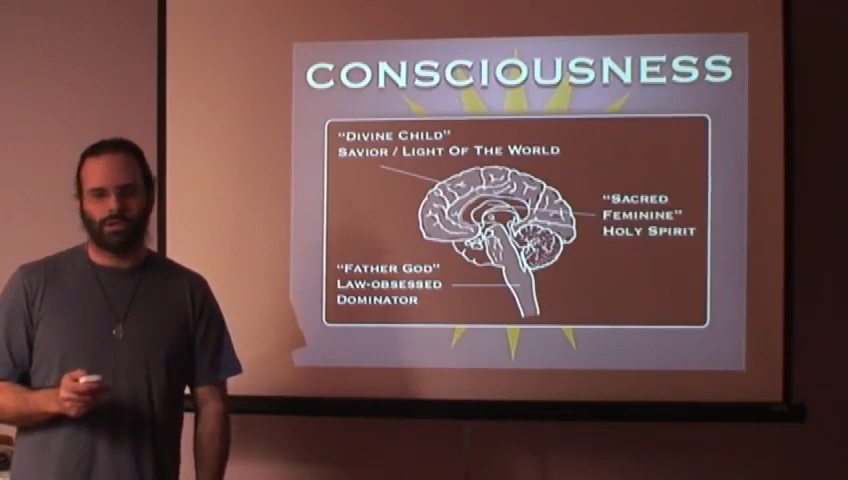 CONSCIOUSNESS
"DIVINE CHILD"
SAVIOR / LIGHT OF THE WORLD
"SACRED
FEMININE"
HOLY SPIRIT
"FATHER GOD"
LAW-OBSESSED
DOMINATOR